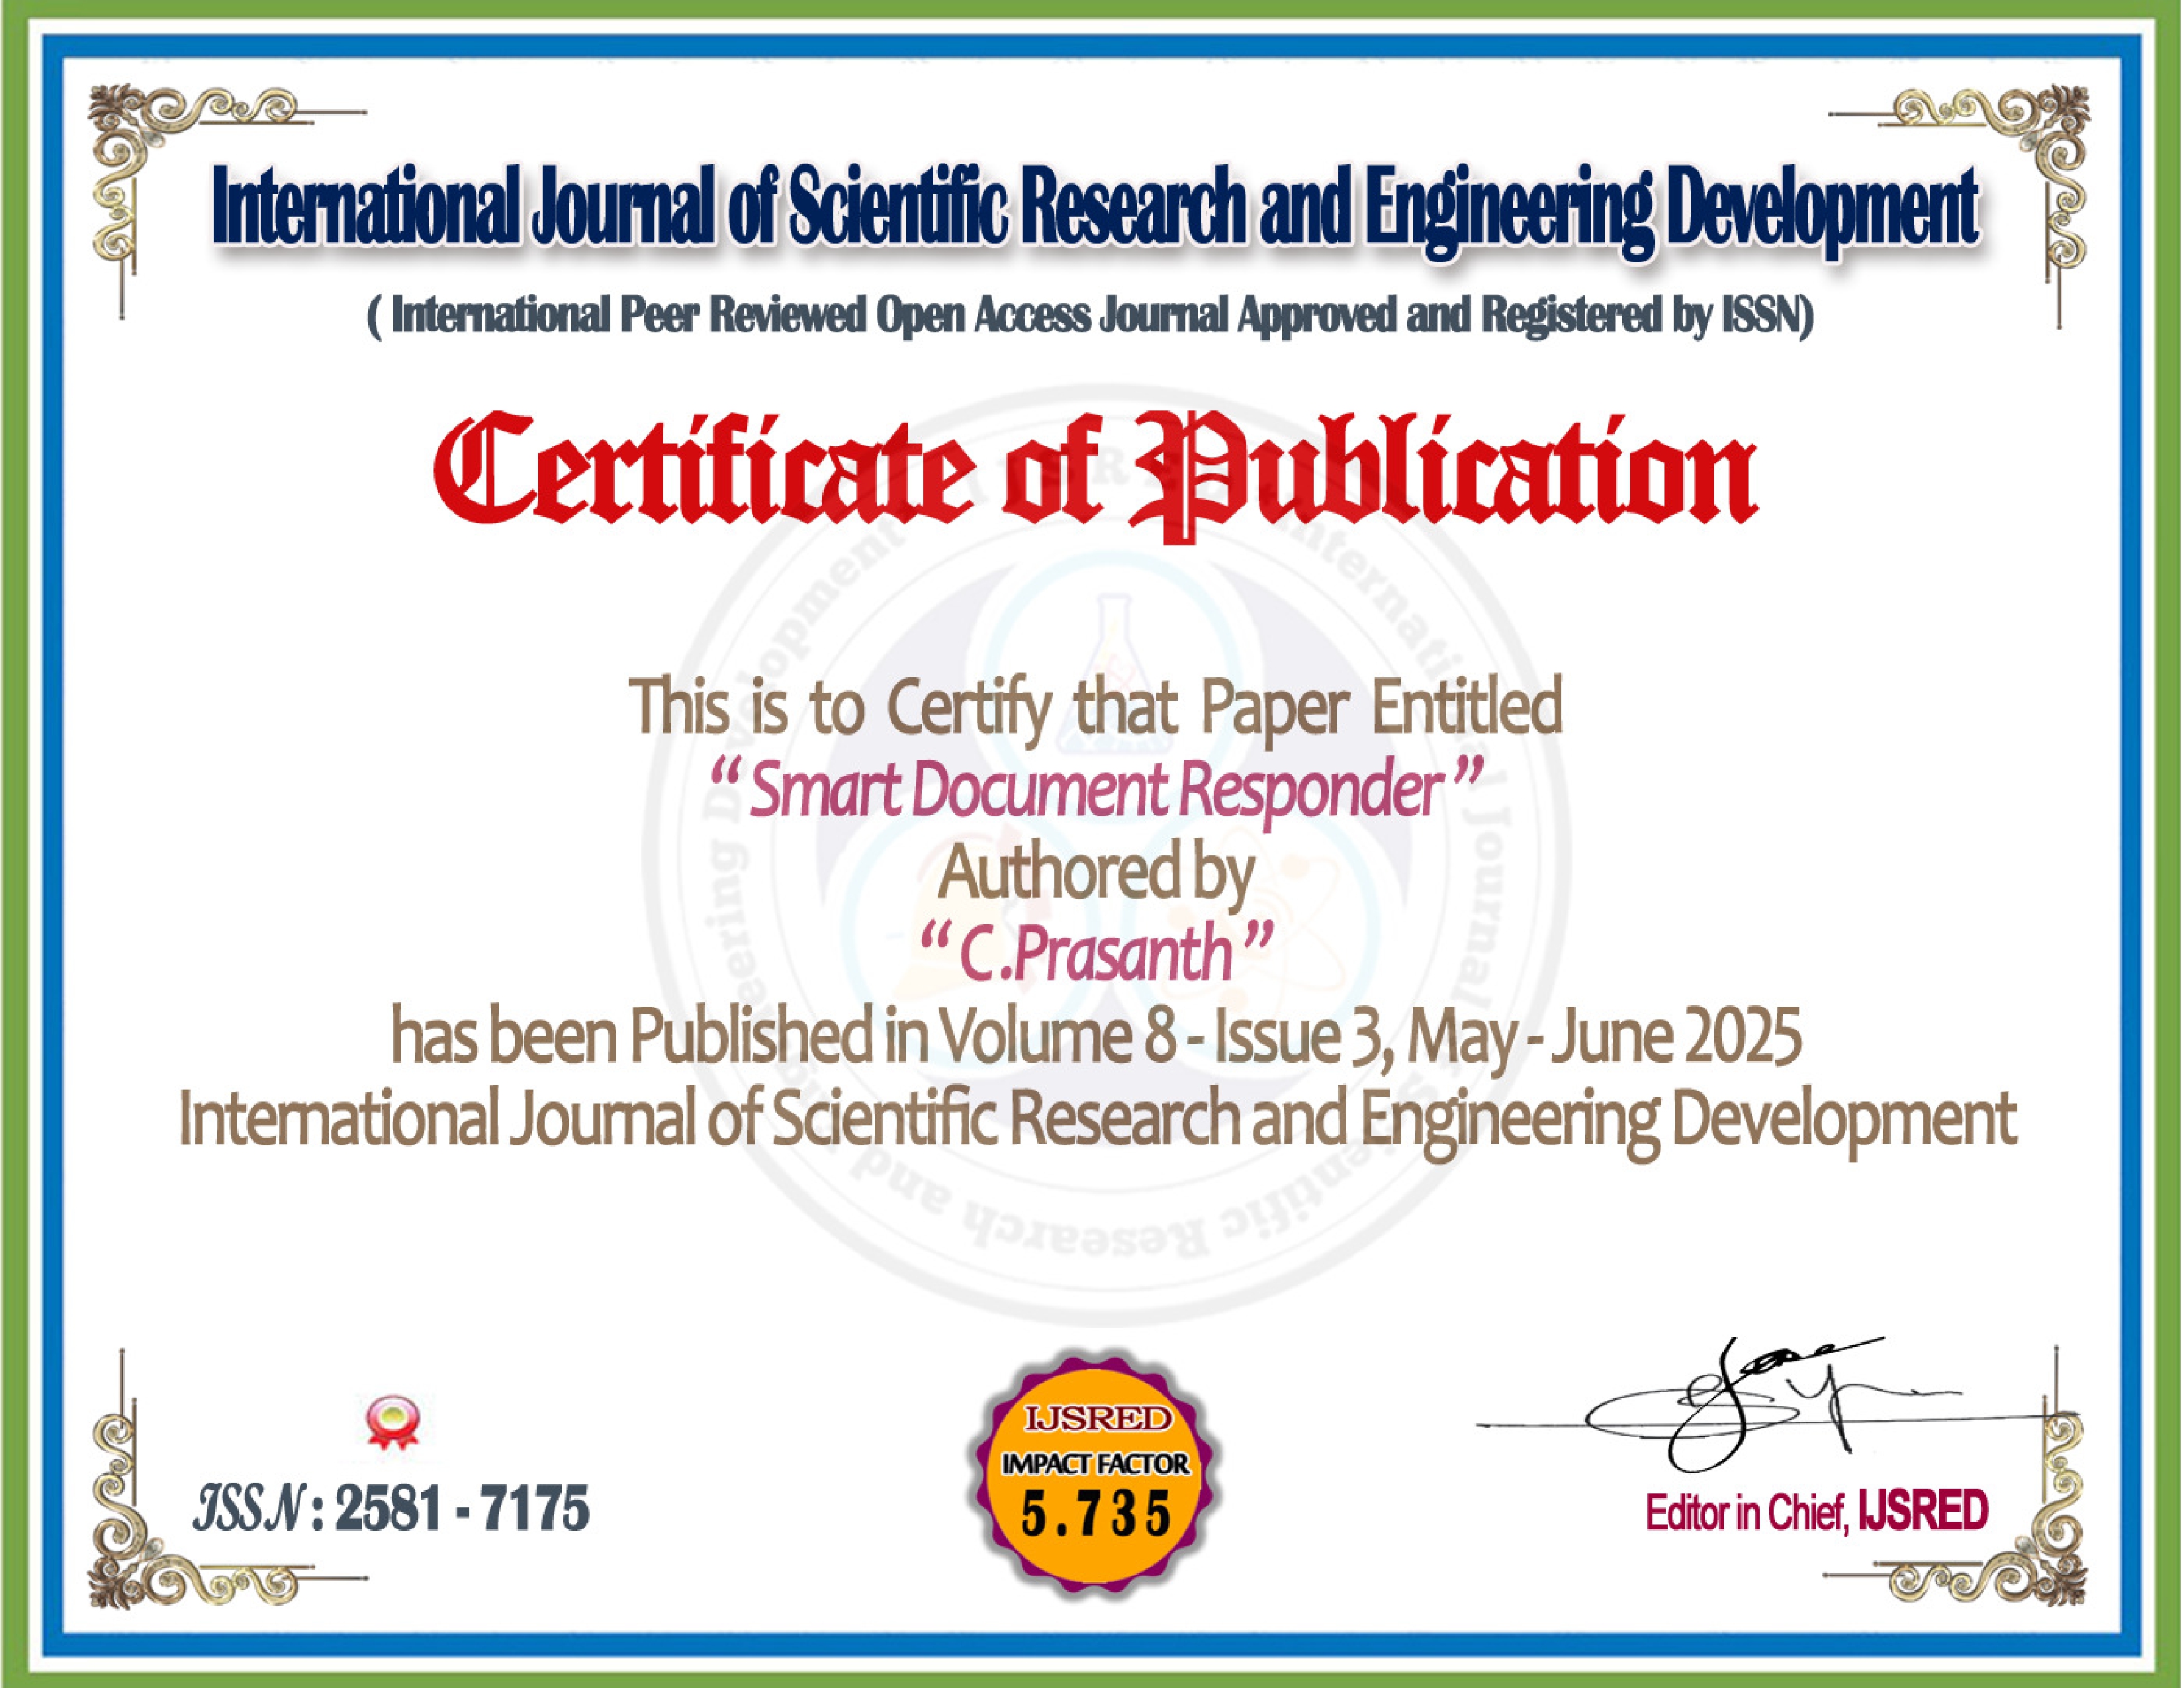 International Journal of Scientific Research and Engineering Development
( International Peer Reviewed Open Access Journal Approved and Registered by ISSN)
Certificate of Publication
This is to Certify that Paper Entitled
“ Smart Document Responder ”
Authored by
“ C.Prasanth ”
has been Published in Volume 8 - Issue 3, May - June 2025
International Journal of Scientific Research and Engineering Development
IJSRED
IMPACT FACTOR
5.735
ISSN : 2581 - 7175
Editor in Chief, IJSRED